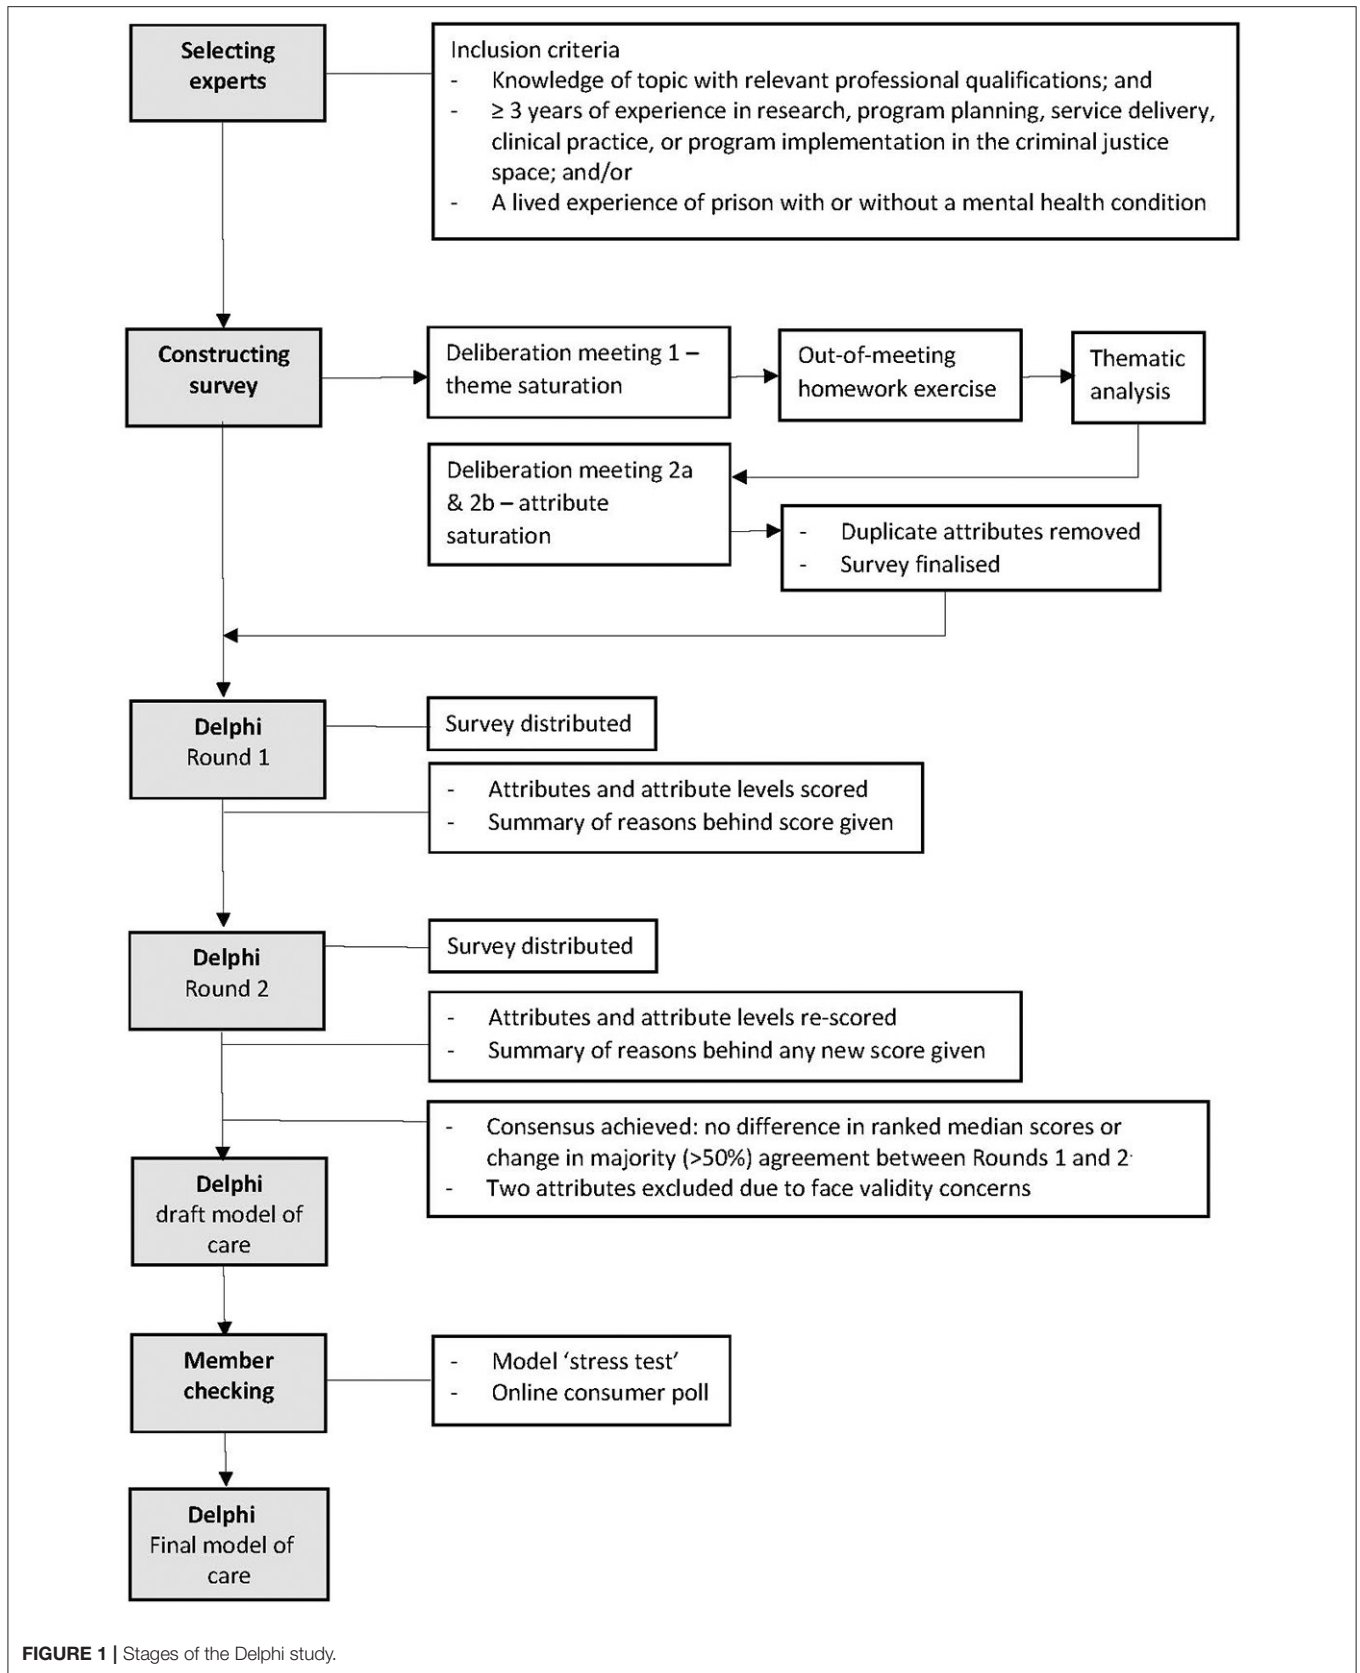 Selecting
experts
Inclusion criteria
- Knowledge of topic with relevant professional qualifications; and
- ≥ 3 years of experience in research, program planning, service delivery,
clinical practice, or program implementation in the criminal justice
space; and/or
- A lived experience of prison with or without a mental health condition
Constructing
survey
Deliberation meeting 1 –
theme saturation
Out-of-meeting
homework exercise
Thematic
analysis
Deliberation meeting 2a
& 2b – attribute
saturation
- Duplicate attributes removed
- Survey finalised
Delphi
Round 1
Survey distributed
- Attributes and attribute levels scored
- Summary of reasons behind score given
Delphi
Round 2
Survey distributed
- Attributes and attribute levels re-scored
- Summary of reasons behind any new score given
- Consensus achieved: no difference in ranked median scores or
change in majority (>50%) agreement between Rounds 1 and 2.
- Two attributes excluded due to face validity concerns
Delphi
draft model of
care
Member
checking
- Model ‘stress test’
- Online consumer poll
Delphi
Final model of
care
FIGURE 1 | Stages of the Delphi study.